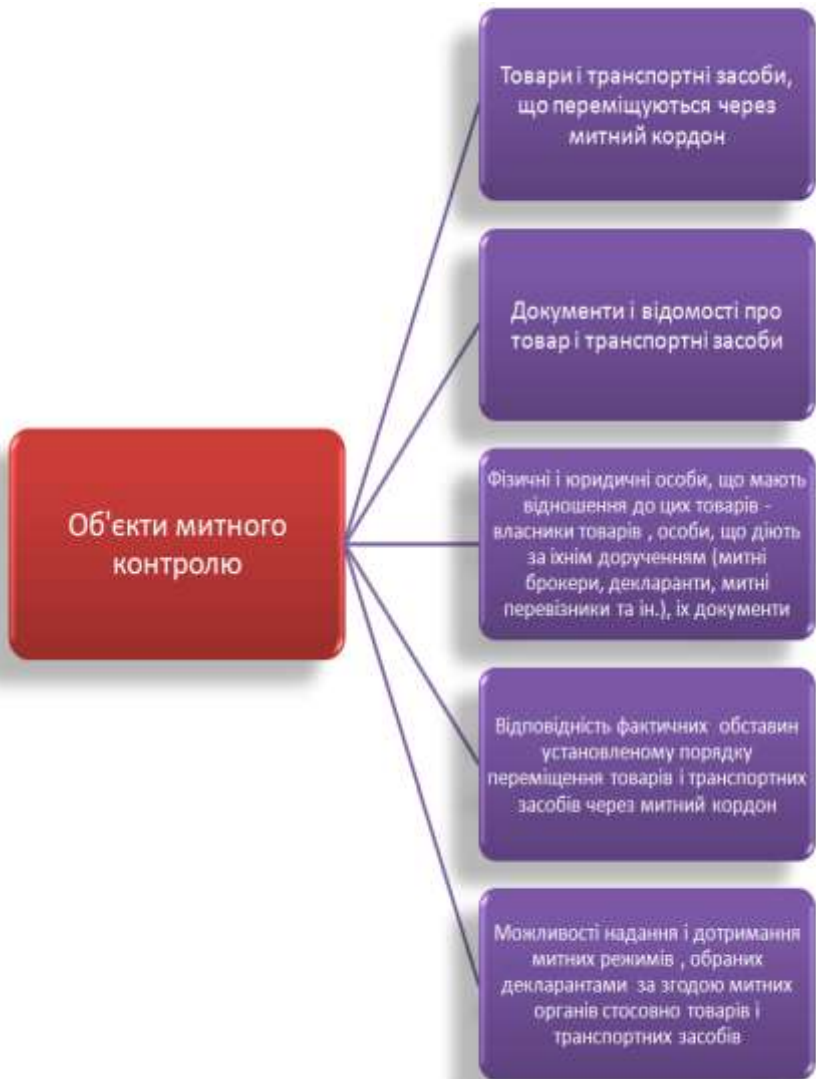 Об'єкти митного
контролю
Товари і транспортні засоби,
що переміщуються через
митний кордон
Документи і відомості про
товар і транспортні засоби
Фізичні і юридичні особи, що мають
відношення до цих товарів -
власники товарів , особи, що діють
за їхнім дорученням (митні
брокери, декларанти, митні
перевізники та ін.), їх документи
Відповідність фактичних обставин
установленому порядку
переміщення товарів і транспортних
засобів через митний кордон
Можливості надання і дотримання
митних режимів , обраних
декларантами за згодою митних
органів стосовно товарів і
транспортних засобів